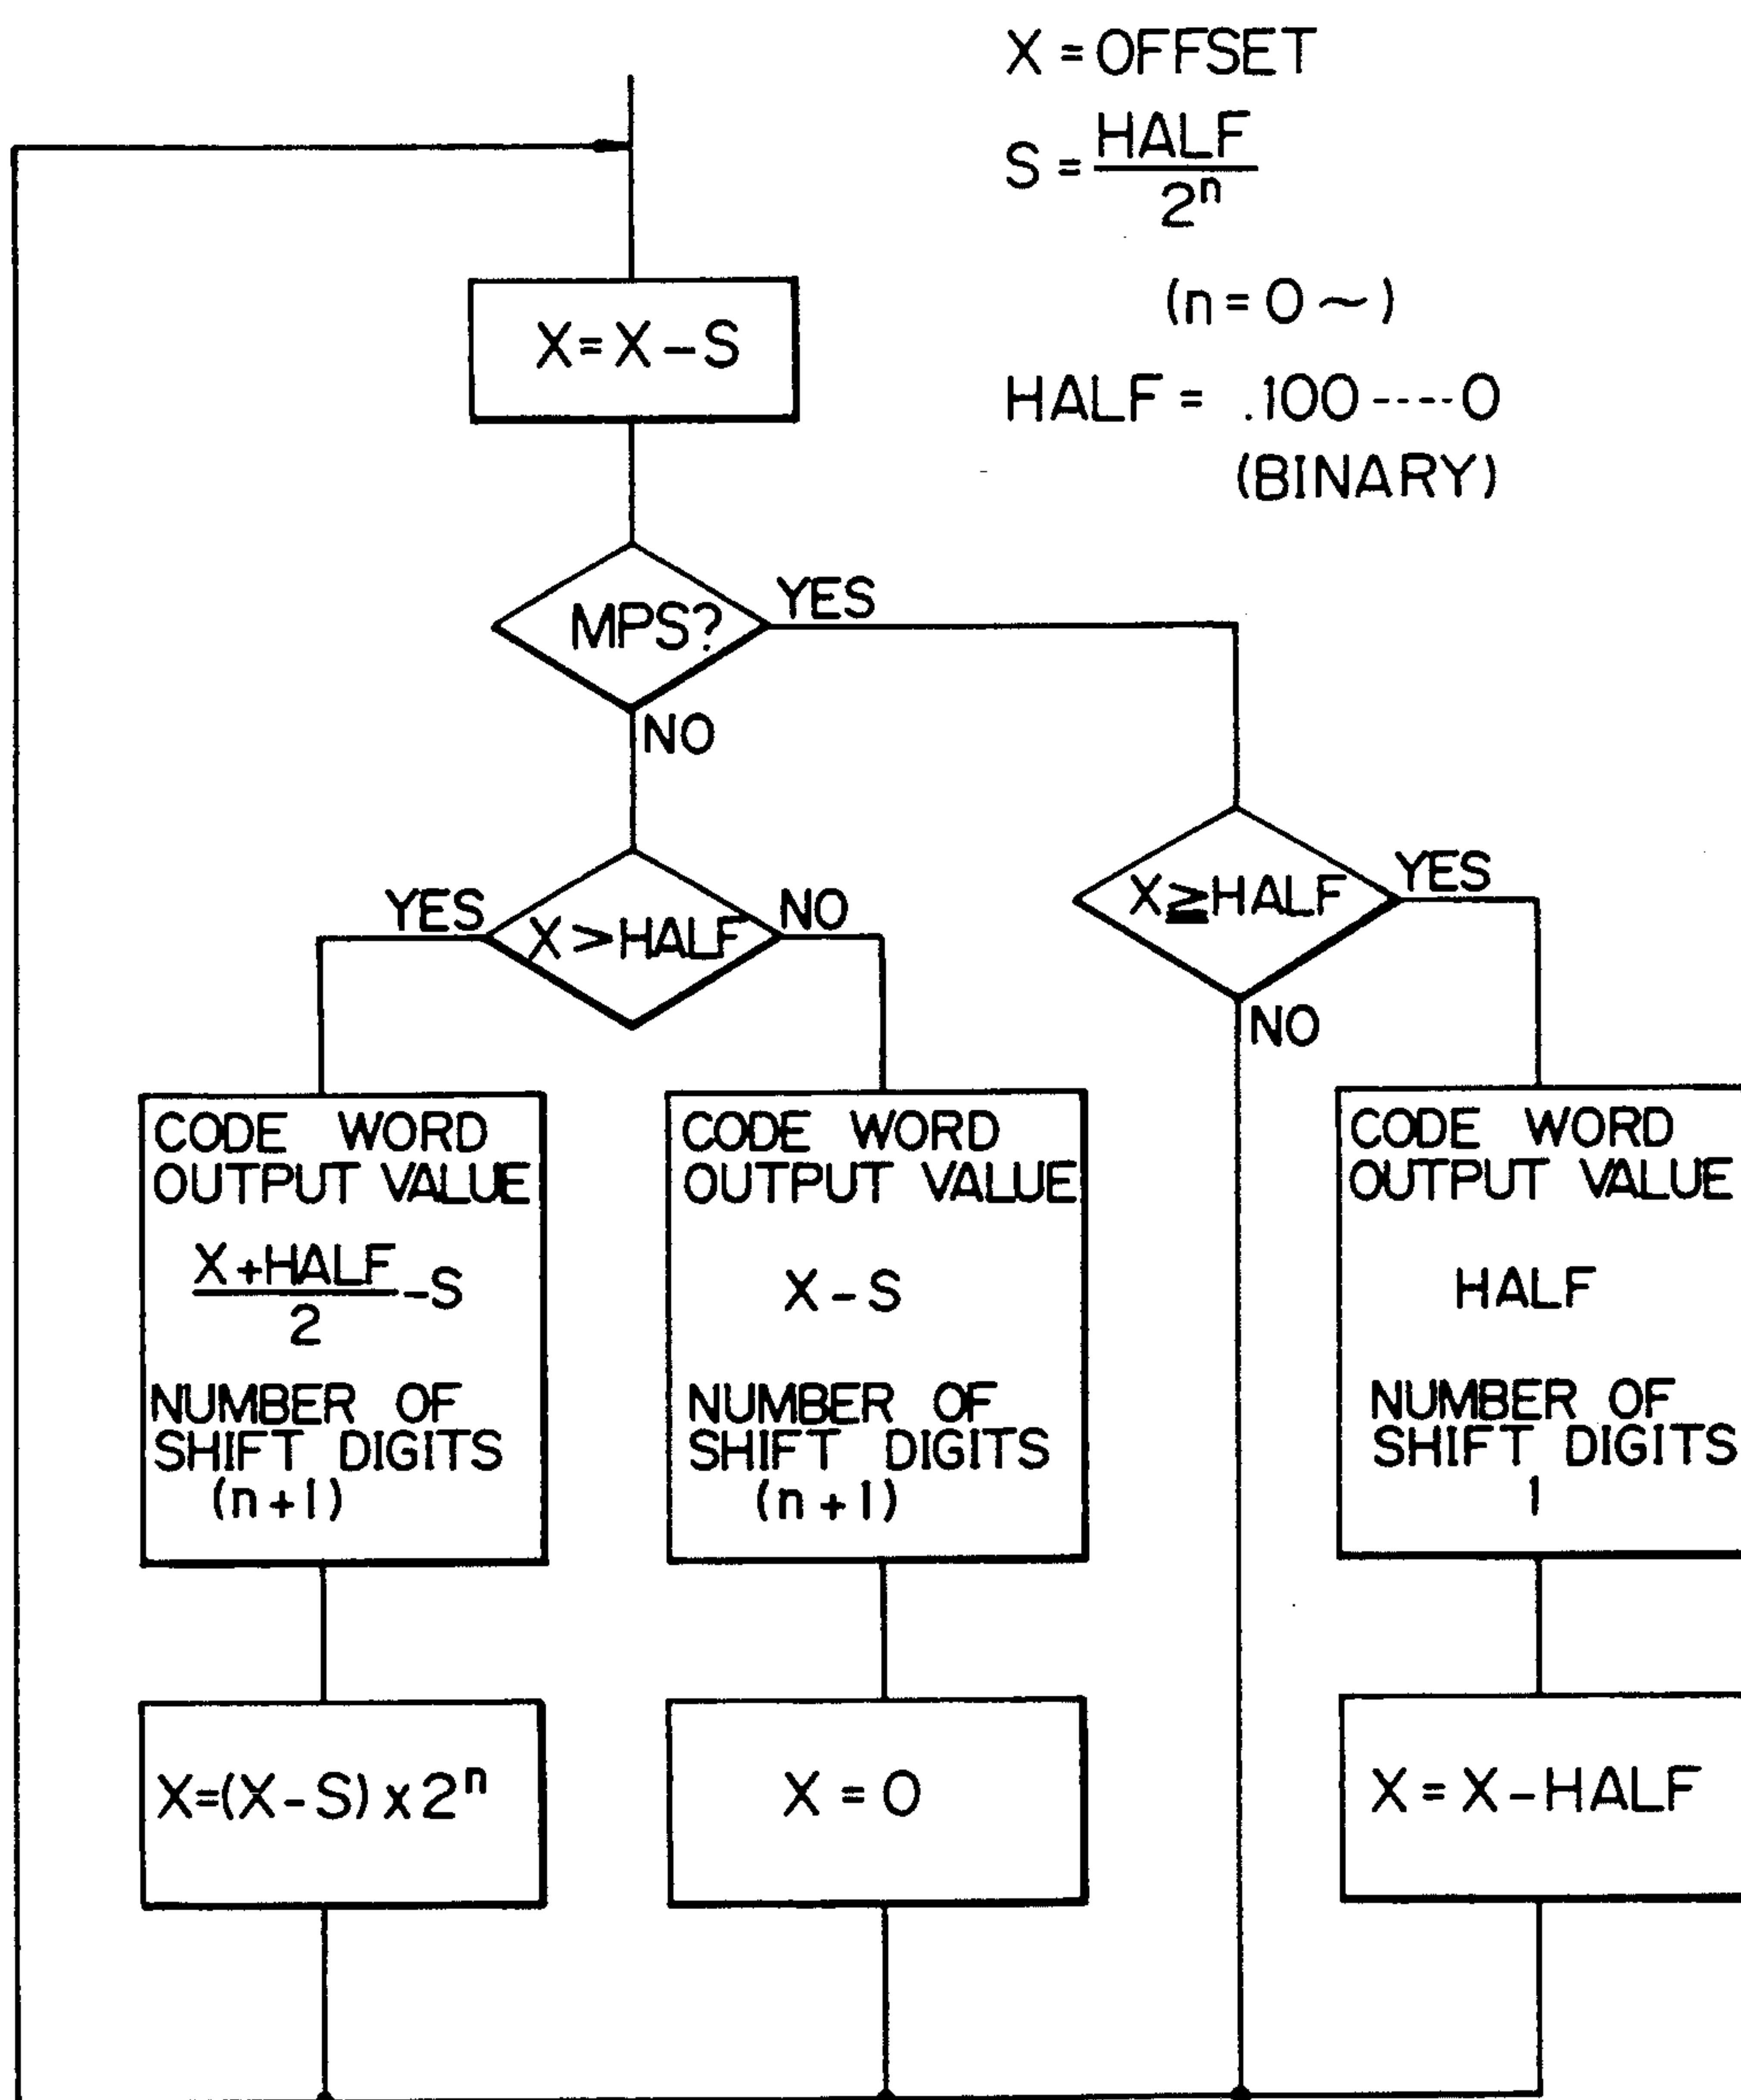 X = OFFSET
S = HALF / 2ⁿ
(n = 0 ~)
HALF = .100 ---- 0
(BINARY)
X = X – S
MPS?
YES
NO
X > HALF
YES
NO
X ≧ HALF
YES
NO
CODE WORD
OUTPUT VALUE
X + HALF / 2 – S
NUMBER OF
SHIFT DIGITS
(n + 1)
CODE WORD
OUTPUT VALUE
X – S
NUMBER OF
SHIFT DIGITS
(n + 1)
CODE WORD
OUTPUT VALUE
HALF
NUMBER OF
SHIFT DIGITS
1
X = (X – S) x 2ⁿ
X = 0
X = X – HALF